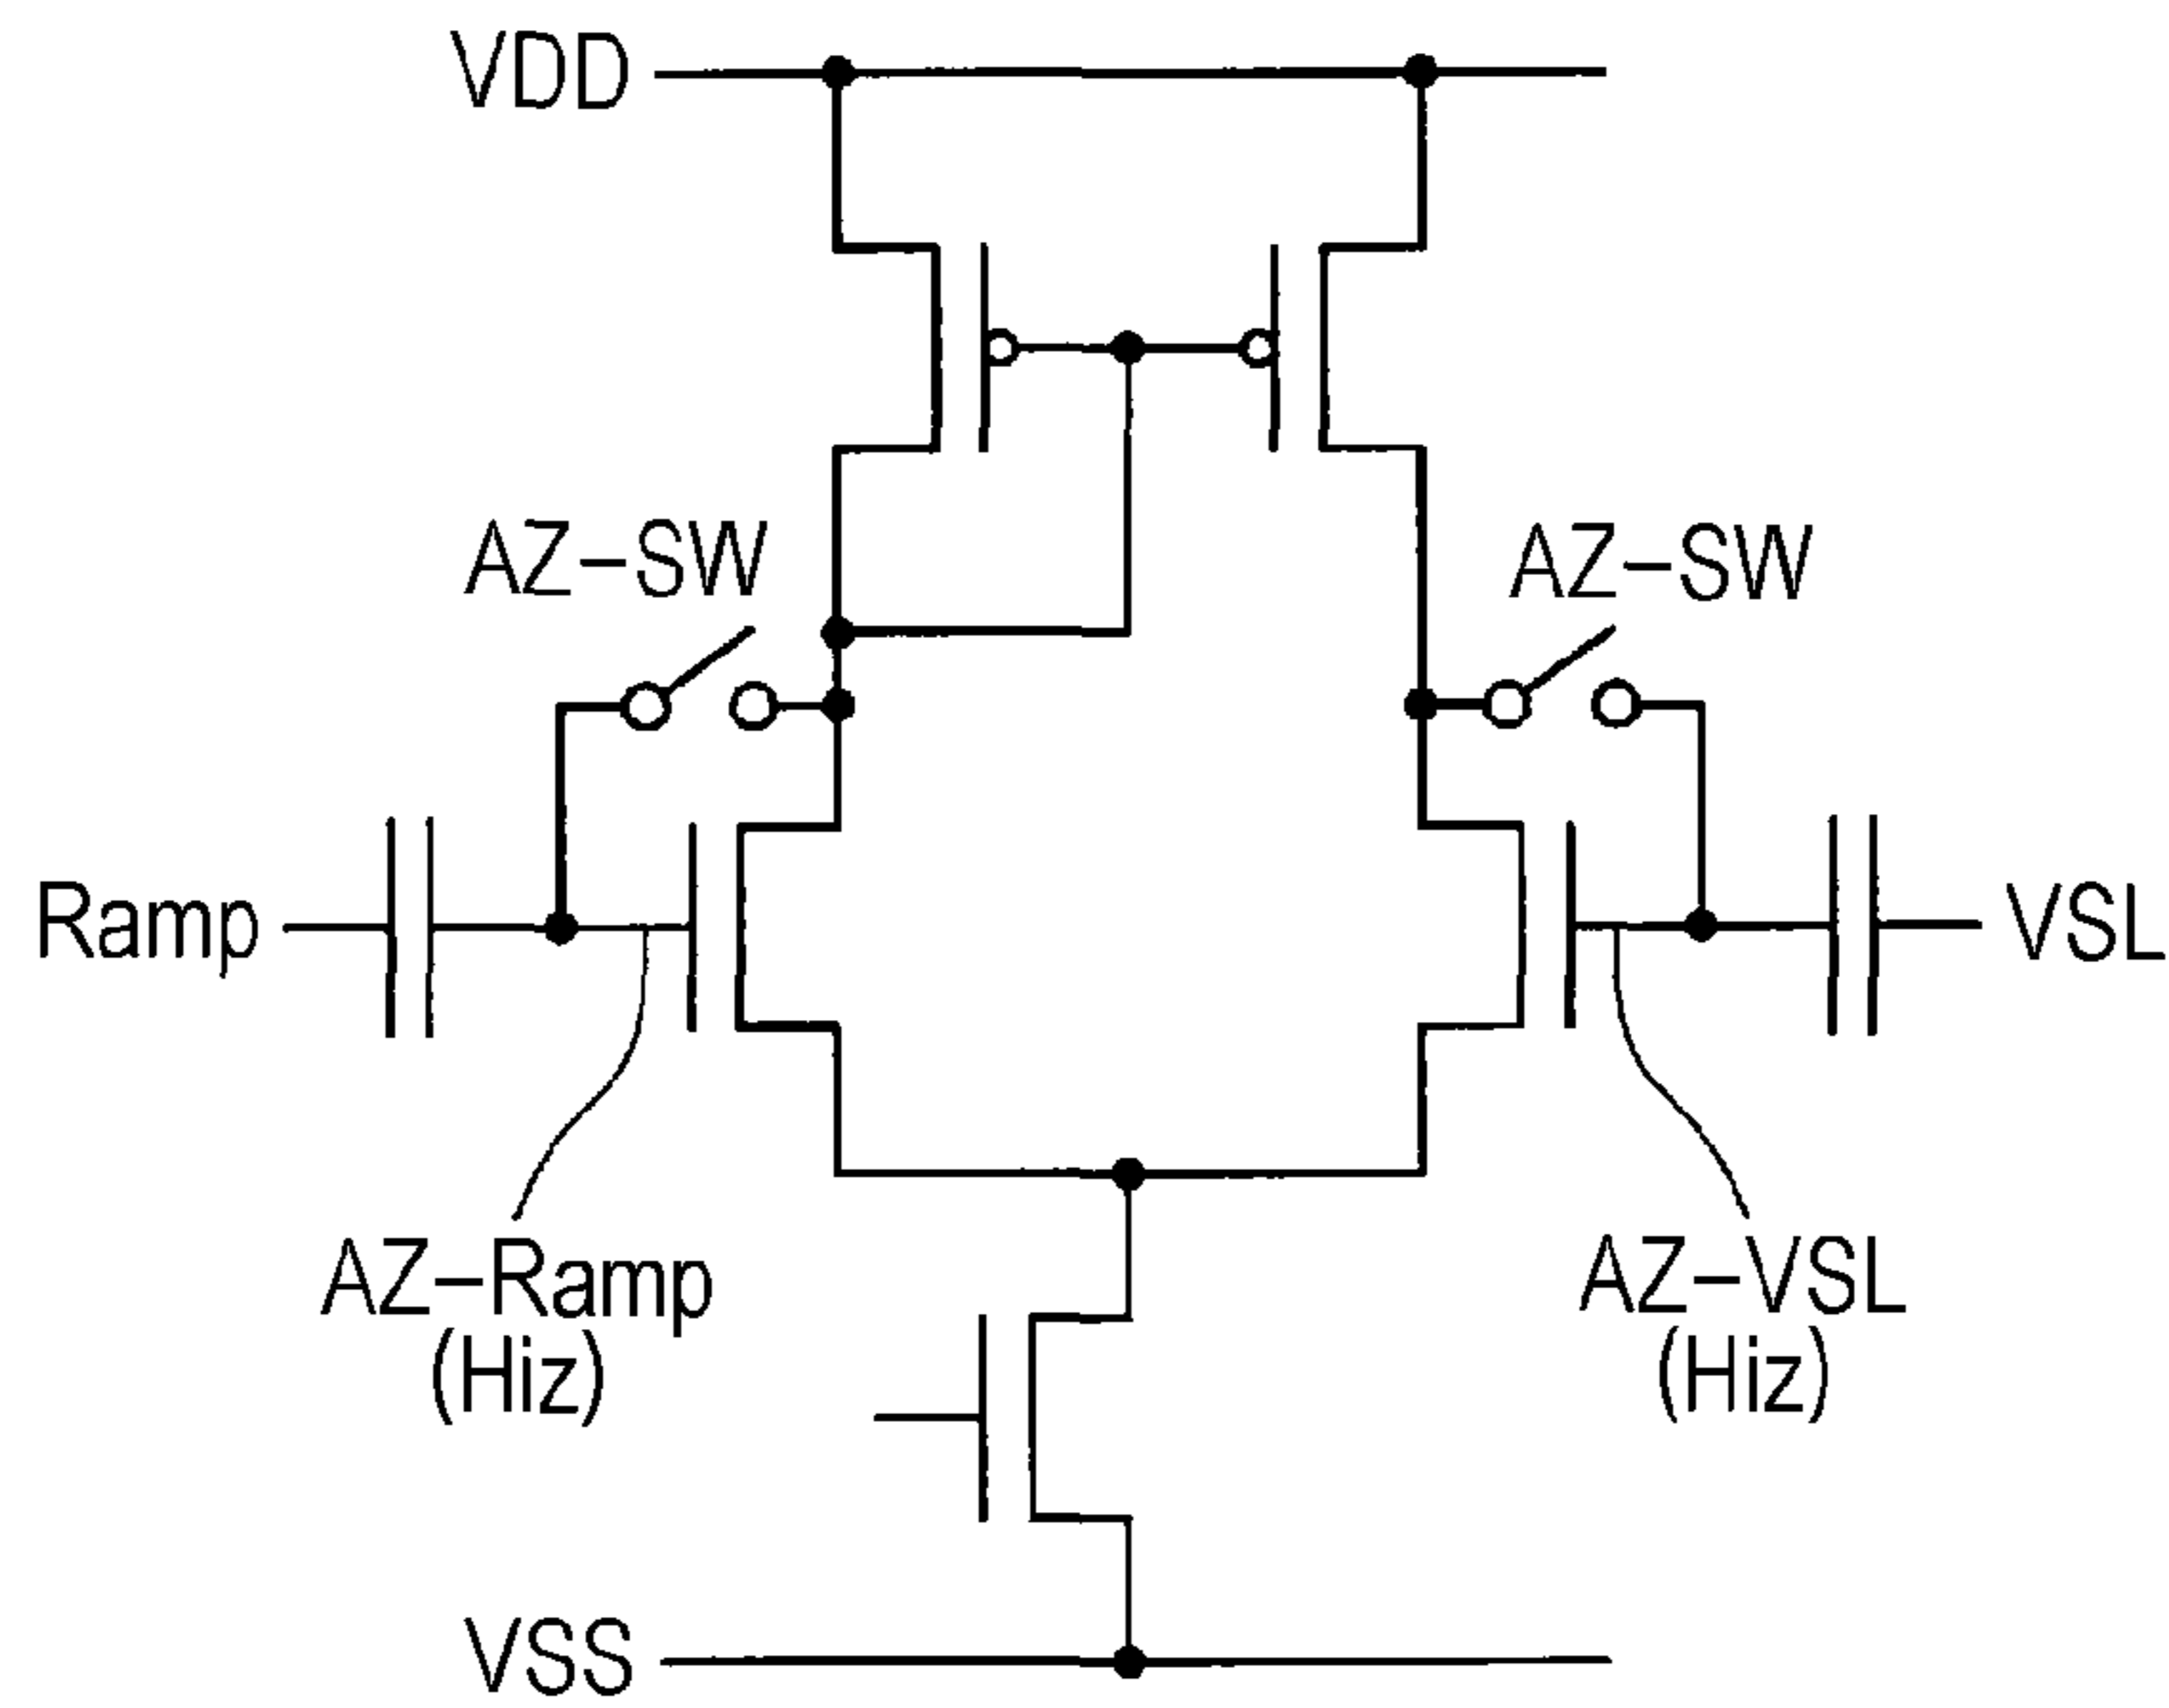 VDD
AZ-SW
AZ-SW
Ramp
VSL
AZ-Ramp
(Hiz)
AZ-VSL
(Hiz)
VSS